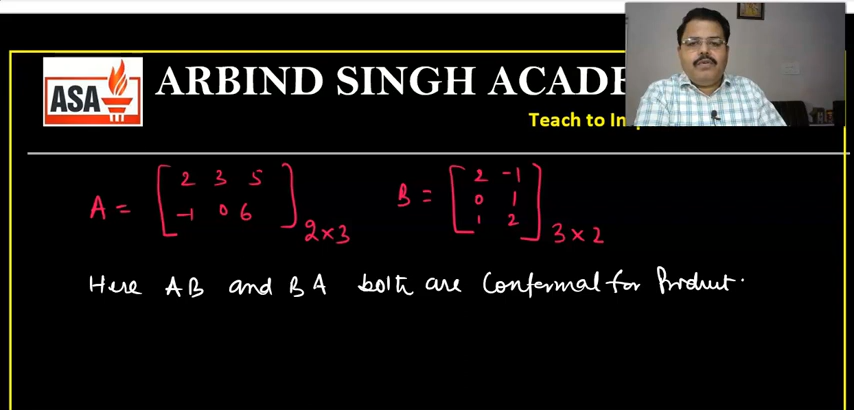 ASA
ARBIND SINGH ACADE
Teach to In
A = [ 2 3 5
-1 0 6 ] 2×3
B = [ 2 -1
0 1
1 2 ] 3×2
Here AB and BA both are Confermal for Product.